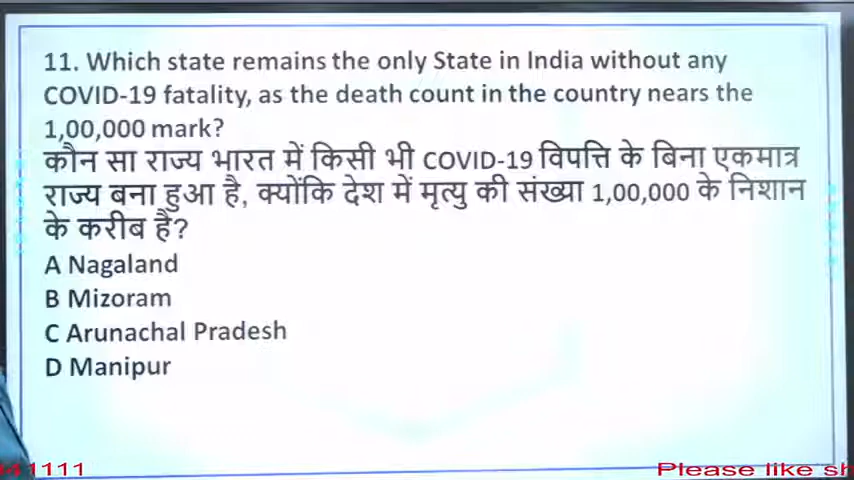 11. Which state remains the only State in India without any
COVID-19 fatality, as the death count in the country nears the
1,00,000 mark?
कौन सा राज्य भारत में किसी भी COVID-19 विपत्ति के बिना एकमात्र
राज्य बना हुआ है, क्योंकि देश में मृत्यु की संख्या 1,00,000 के निशान
के करीब है?
A Nagaland
B Mizoram
C Arunachal Pradesh
D Manipur
1111
Please like